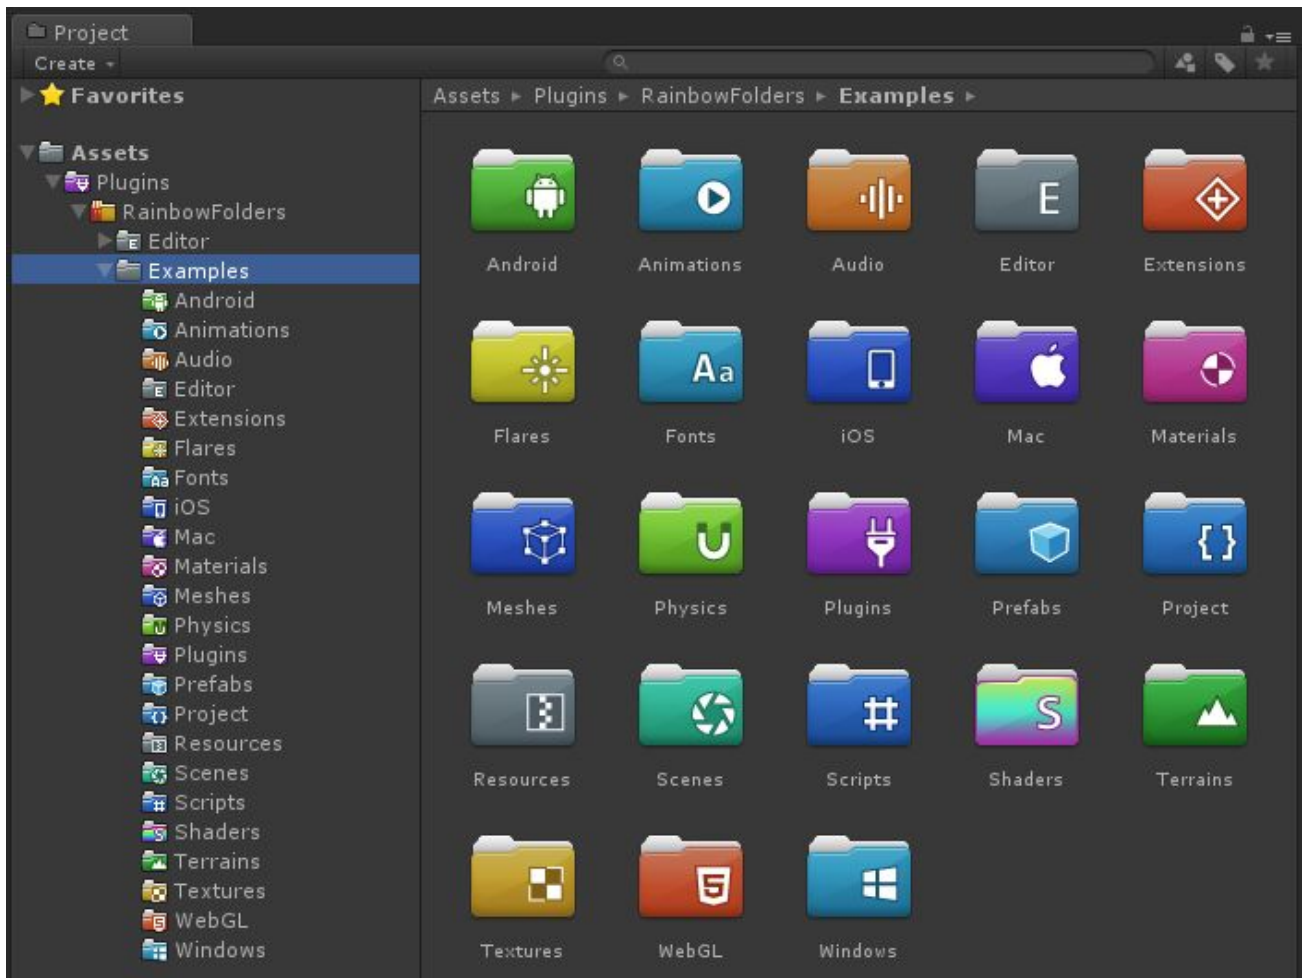 Project
Create
Favorites
Assets
Plugins
RainbowFolders
Editor
Examples
Android
Animations
Audio
Editor
Extensions
Flares
Fonts
iOS
Mac
Materials
Meshes
Physics
Plugins
Prefabs
Project
Resources
Scenes
Scripts
Shaders
Terrains
Textures
WebGL
Windows
Assets Plugins RainbowFolders Examples
E
Android Animations Audio Editor Extensions
Aa
Flares Fonts iOS Mac Materials
{}
Meshes Physics Plugins Prefabs Project
# S
Resources Scenes Scripts Shaders Terrains
5
Textures WebGL Windows